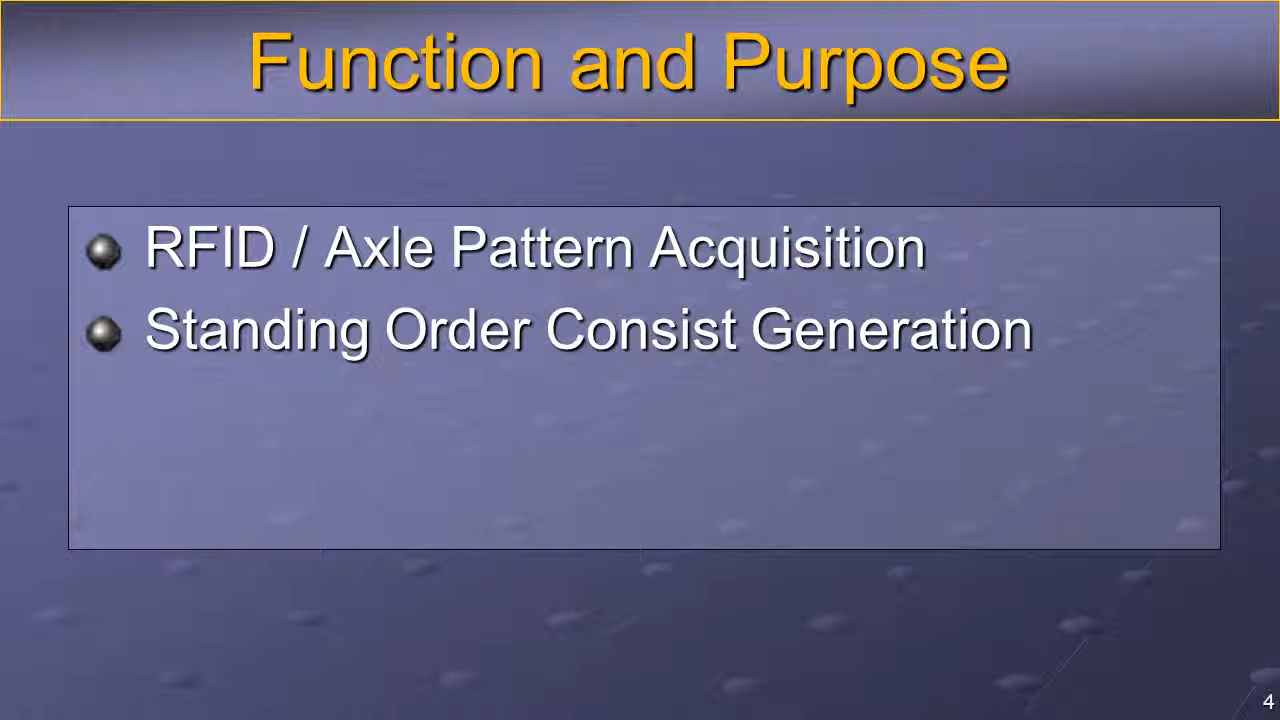 Function and Purpose
RFID / Axle Pattern Acquisition
Standing Order Consist Generation
4